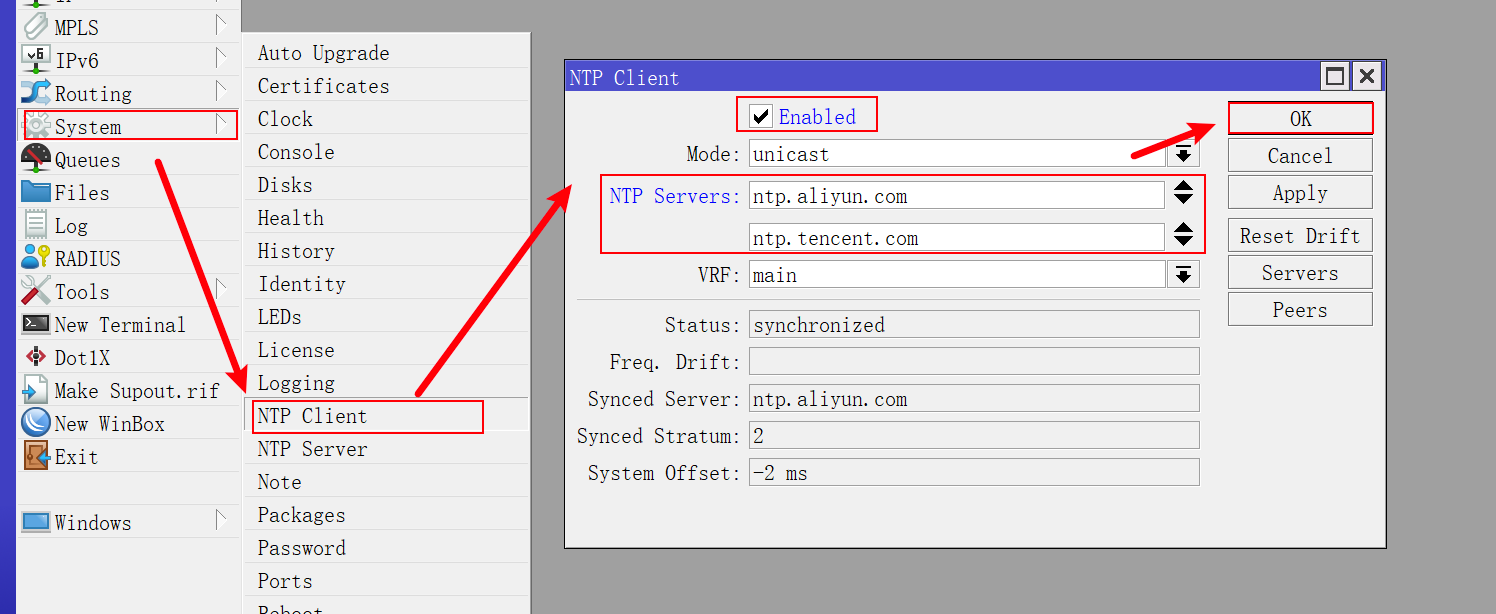 MPLS
IPv6
Routing
System
Queues
Files
Log
RADIUS
Tools
New Terminal
Dot1X
Make Supout.rif
New WinBox
Exit
Windows
Auto Upgrade
Certificates
Clock
Console
Disks
Health
History
Identity
LEDs
License
Logging
NTP Client
NTP Server
Note
Packages
Password
Ports
Reboot
NTP Client
Enabled
Mode: unicast
NTP Servers: ntp.aliyun.com
ntp.tencent.com
VRF: main
Status: synchronized
Freq. Drift:
Synced Server: ntp.aliyun.com
Synced Stratum: 2
System Offset: -2 ms
OK
Cancel
Apply
Reset Drift
Servers
Peers